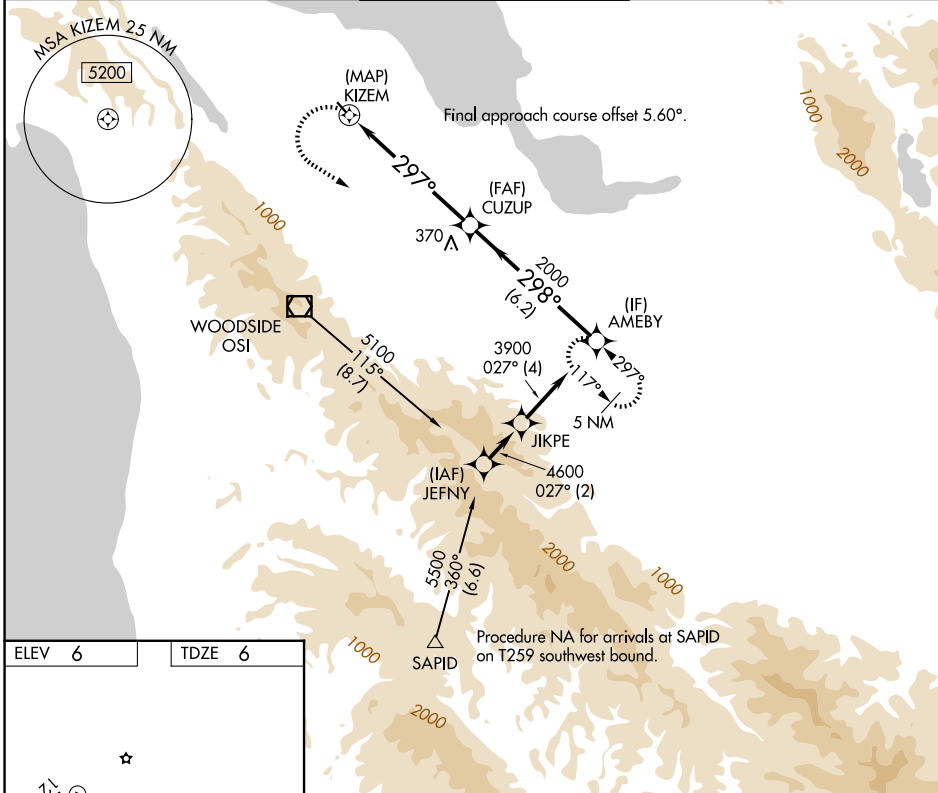 MSA KIZEM 25 NM
5200
(MAP)
KIZEM
Final approach course offset 5.60°.
1000
2000
297°
(FAF)
CUZUP
370
1000
2000
298°
(6.2)
(IF)
AMEBY
WOODSIDE
OSI
5100
115°
(8.7)
3900
027° (4)
117°
297°
5 NM
JIKPE
(IAF)
JEFNY
4600
027° (2)
5500
360°
(6.6)
2000
1000
SAPID
Procedure NA for arrivals at SAPID
on T259 southwest bound.
1000
2000
ELEV 6
TDZE 6